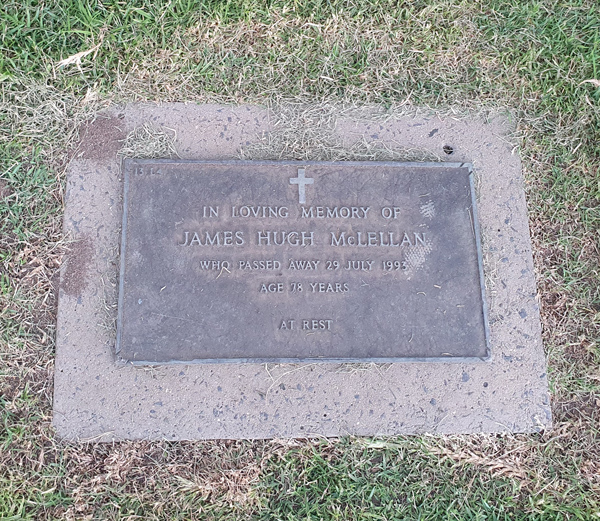 IN LOVING MEMORY OF
JAMES HUGH McLELLAN
WHO PASSED AWAY 29 JULY 1993
AGE 78 YEARS
AT REST